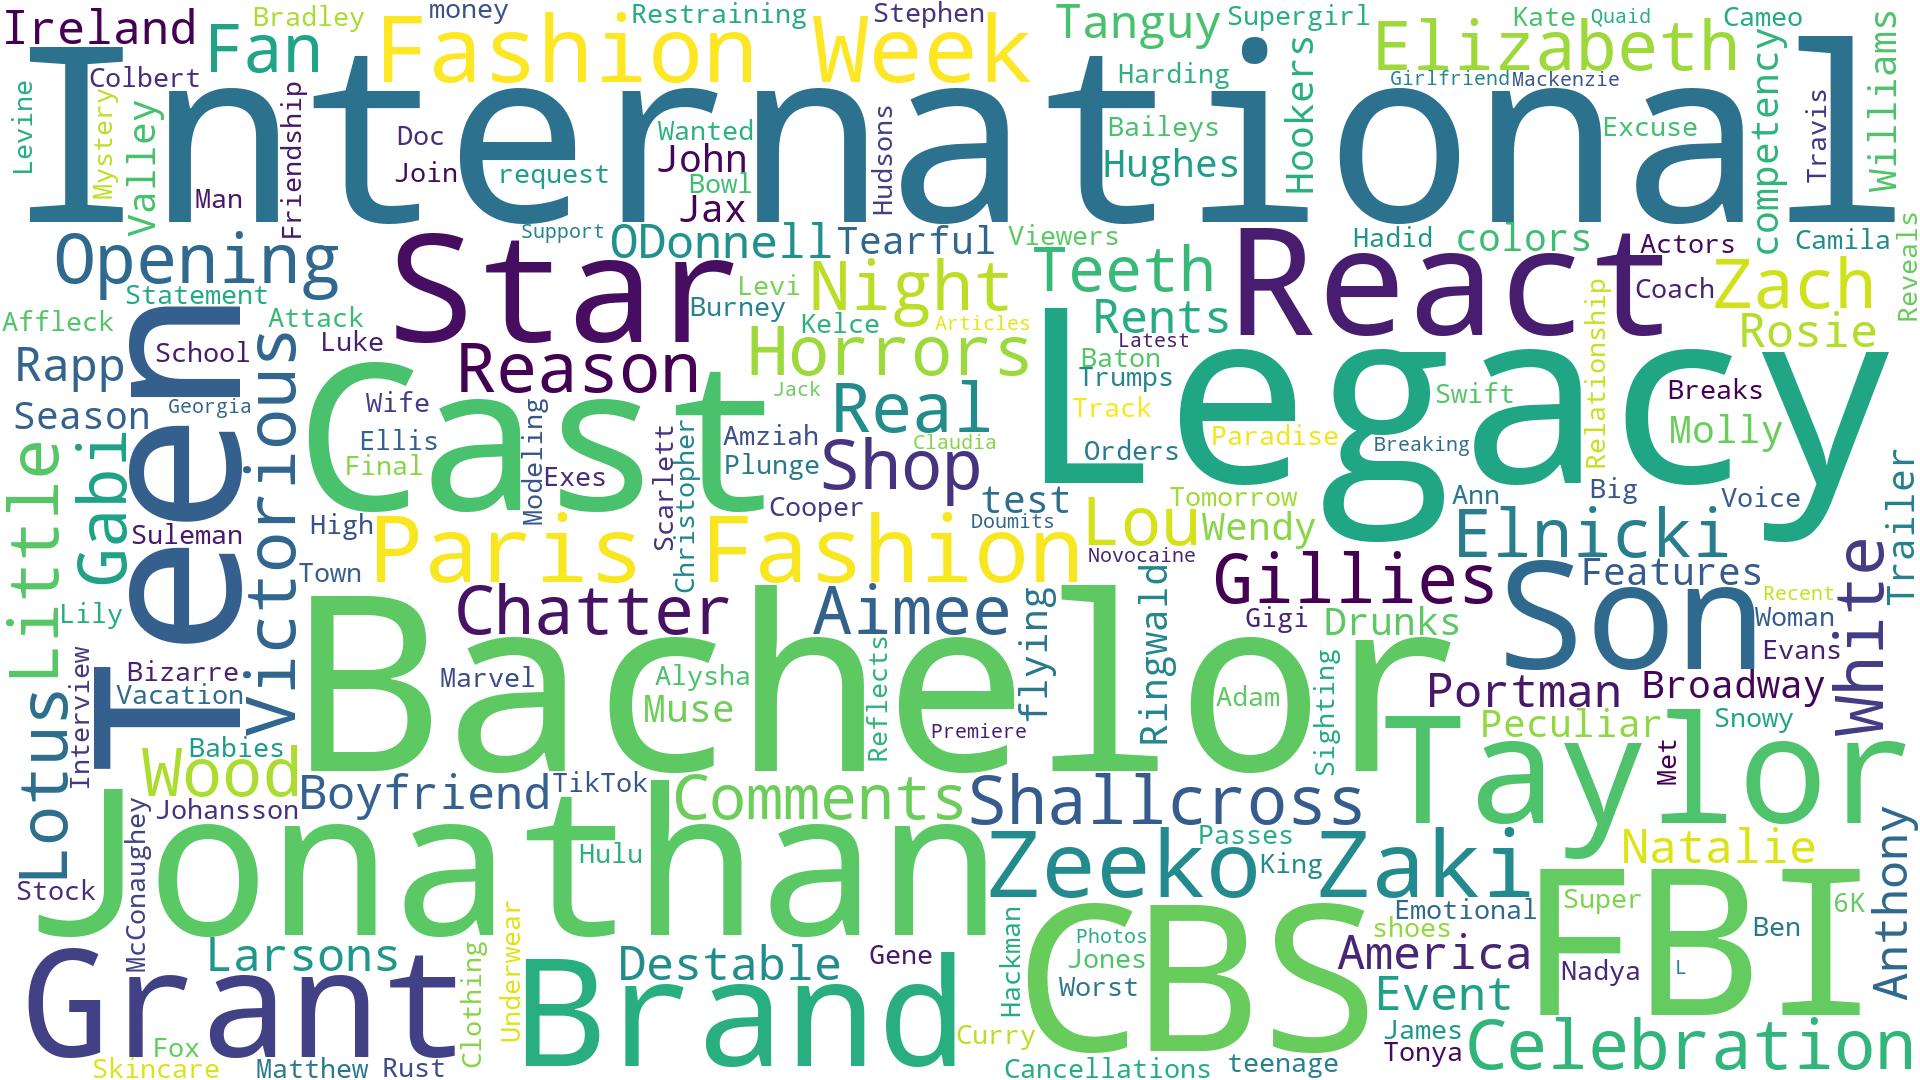 Ireland
Fan
Bradley
money
Fashion Week
Restraining
Stephen
Tanguy
Supergirl
Elizabeth
Kate
Quaid
Cameo
Colbert
International
Harding
Girlfriend
Mackenzie
Levine
Mystery
Valley
Friendship
Doc
Join
Man
request
Wanted
John
Bowl
Jax
Hudsons
Baileys
Hughes
Hookers
Excuse
competency
Travis
Williams
Opening
Statement
Star
Support
ODonnell
Tearful
Viewers
Hadid
colors
Actors
Camila
Reveals
React
Teeth
Night
Levi
Burney
Kelce
Articles
Rents
Coach
Zach
Rosie
Relationship
Affleck
Attack
Luke
School
Teen
Rapp
Season
Georgia
Victorious
Reason
Horrors
Latest
Baton
Trumps
Track
Legacy
Swift
Paradise
Breaking
Breaks
Molly
Cast
Wife
Ellis
Final
Exes
Modeling
Scarlett
Christopher
Jack
Real
Claudia
Amziah
Plunge
Shop
Cooper
Orders
Little
Gabi
Suleman
High
Town
Paris Fashion
test
Doumits
Lou
Tomorrow
Wendy
Novocaine
Ann
Big
Voice
Elnicki
Trailer
Lily
Chatter
Aimee
flying
Ringwald
Gillies
Gigi
Drunks
Son
Features
Recent
Woman
Evans
White
Bachelor
Marvel
Alysha
Muse
Reflects
Premiere
Adam
Sighting
Portman
Broadway
Lotus
Interview
Bizarre
Vacation
Babies
Wood
Johansson
Boyfriend
TikTok
Comments
Shallcross
Taylor
Peculiar
Snowy
Met
Jonathan
McConaughey
Hulu
Stock
Zeeko
Passes
King
Zaki
Natalie
Anthony
Grant
Larsons
Clothing
Underwear
Brand
Destable
Gene
Hackman
CBS
Photos
Jones
Worst
Emotional
shoes
America
Event
FBI
Super
Nadya
L
Ben
6K
Curry
James
Tonya
Celebration
Fox
Skincare
Matthew
Rust
Cancellations
teenage